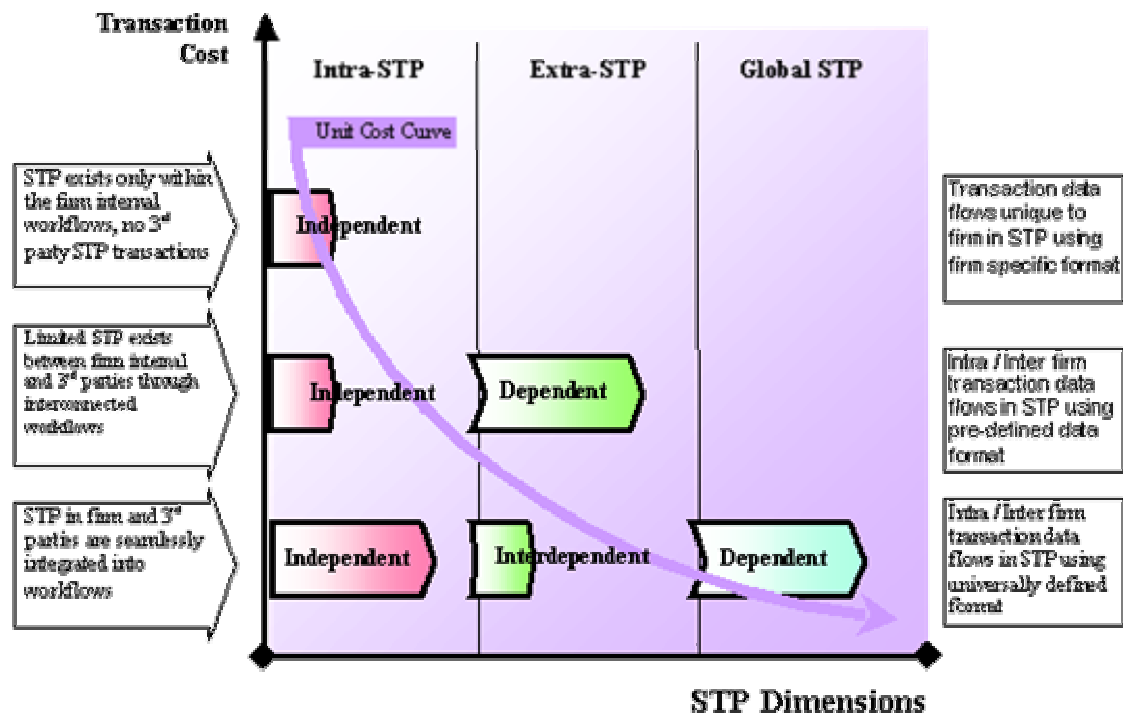 Transaction
Cost
Intra-STP
Extra-STP
Global STP
Unit Cost Curve
STP exists only within
the firm internal
workflows, no 3rd
party STP transactions
Independent
Transaction data
flows unique to
firm in STP using
firm specific format
Limited STP exists
between firm internal
and 3rd parties through
interconnected
workflows
Independent
Dependent
Intra / Inter firm
transaction data
flows in STP using
pre-defined data
format
STP in firm and 3rd
parties are seamlessly
integrated into
workflows
Independent
Interdependent
Dependent
Intra / Inter firm
transaction data
flows in STP using
universally defined
format
STP Dimensions